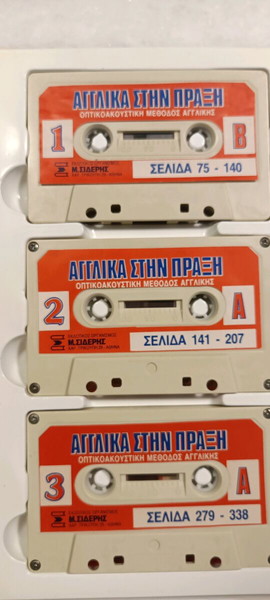 ΑΓΓΛΙΚΑ ΣΤΗΝ ΠΡΑΞΗ
ΟΠΤΙΚΟΑΚΟΥΣΤΙΚΗ ΜΕΘΟΔΟΣ ΑΓΓΛΙΚΗΣ
1
B
Μ. ΣΙΔΕΡΗΣ
ΣΕΛΙΔΑ 75 - 140
ΑΓΓΛΙΚΑ ΣΤΗΝ ΠΡΑΞΗ
ΟΠΤΙΚΟΑΚΟΥΣΤΙΚΗ ΜΕΘΟΔΟΣ ΑΓΓΛΙΚΗΣ
2
A
Μ. ΣΙΔΕΡΗΣ
ΣΕΛΙΔΑ 141 - 207
ΑΓΓΛΙΚΑ ΣΤΗΝ ΠΡΑΞΗ
ΟΠΤΙΚΟΑΚΟΥΣΤΙΚΗ ΜΕΘΟΔΟΣ ΑΓΓΛΙΚΗΣ
3
A
Μ. ΣΙΔΕΡΗΣ
ΣΕΛΙΔΑ 279 - 338